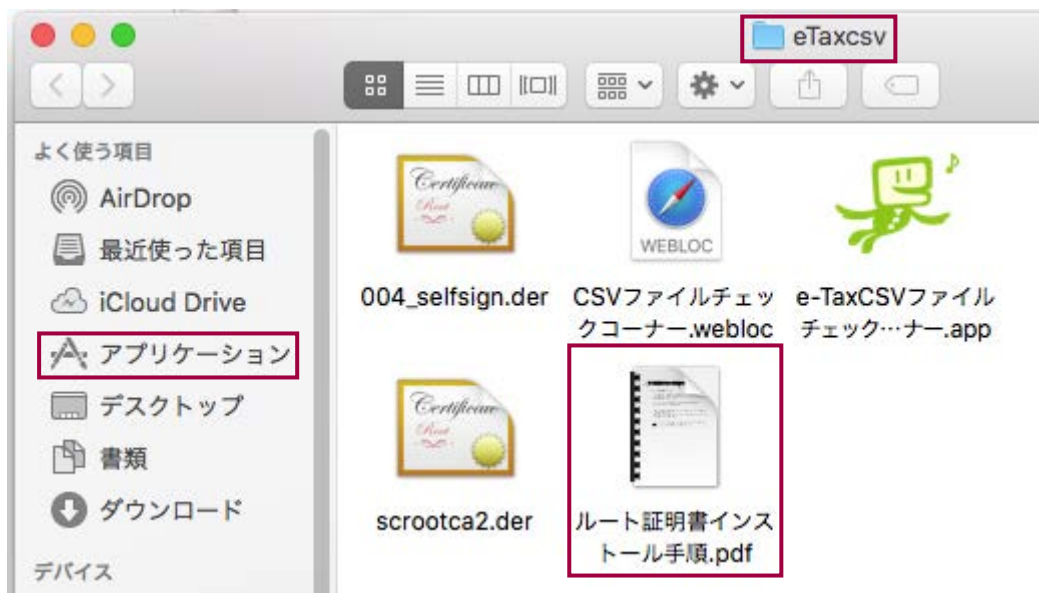 eTaxcsv
よく使う項目
AirDrop
最近使った項目
iCloud Drive
アプリケーション
デスクトップ
書類
ダウンロード
デバイス
Certificate
Root
WEBLOC
004_selfsign.der
CSVファイルチェッ
クコーナー.webloc
e-TaxCSVファイル
チェック…ナー.app
Certificate
Root
scrootca2.der
ルート証明書インス
トール手順.pdf